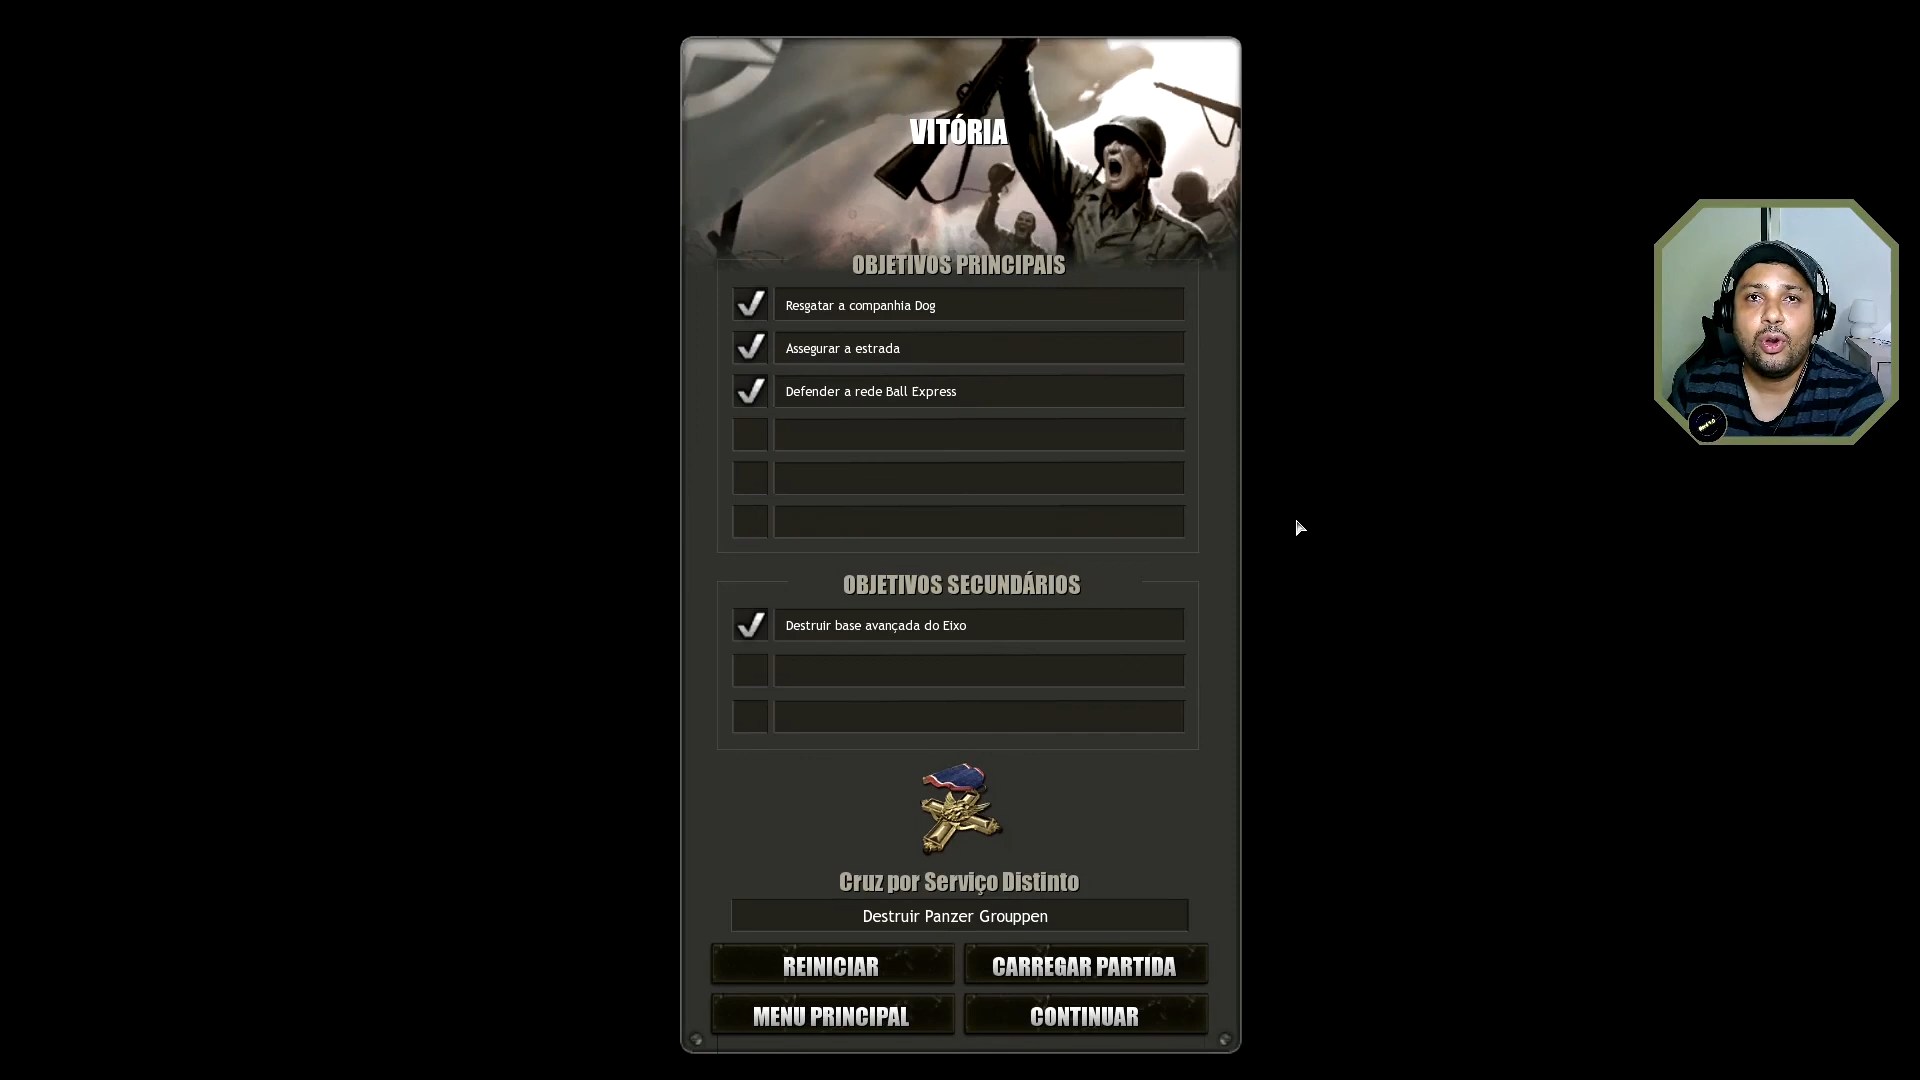 VITÓRIA
OBJETIVOS PRINCIPAIS
Resgatar a companhia Dog
Assegurar a estrada
Defender a rede Ball Express
OBJETIVOS SECUNDÁRIOS
Destruir base avançada do Eixo
Cruz por Serviço Distinto
Destruir Panzer Grouppen
REINICIAR
CARREGAR PARTIDA
MENU PRINCIPAL
CONTINUAR